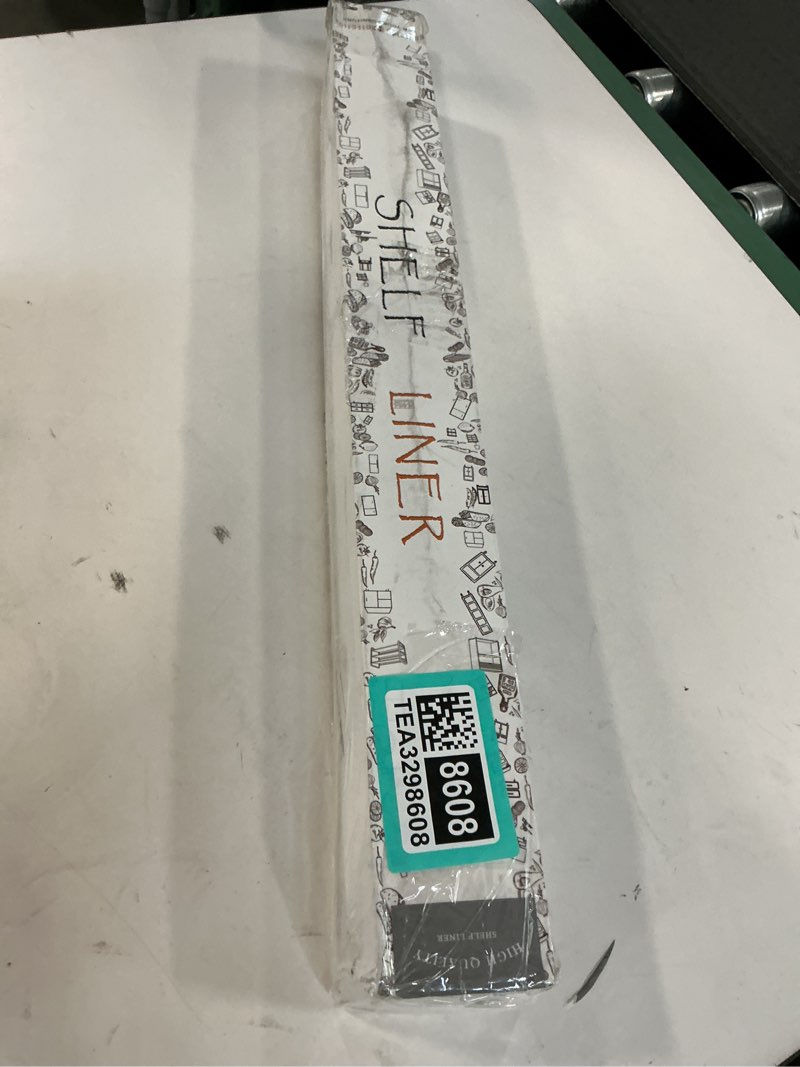 SHELF
LINER
TEA3298608
8608
HIGH QUALITY
SHELF LINER